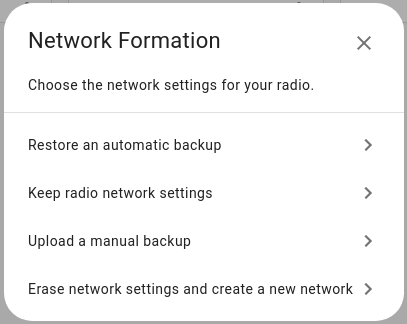 Network Formation
Choose the network settings for your radio.
Restore an automatic backup
Keep radio network settings
Upload a manual backup
Erase network settings and create a new network